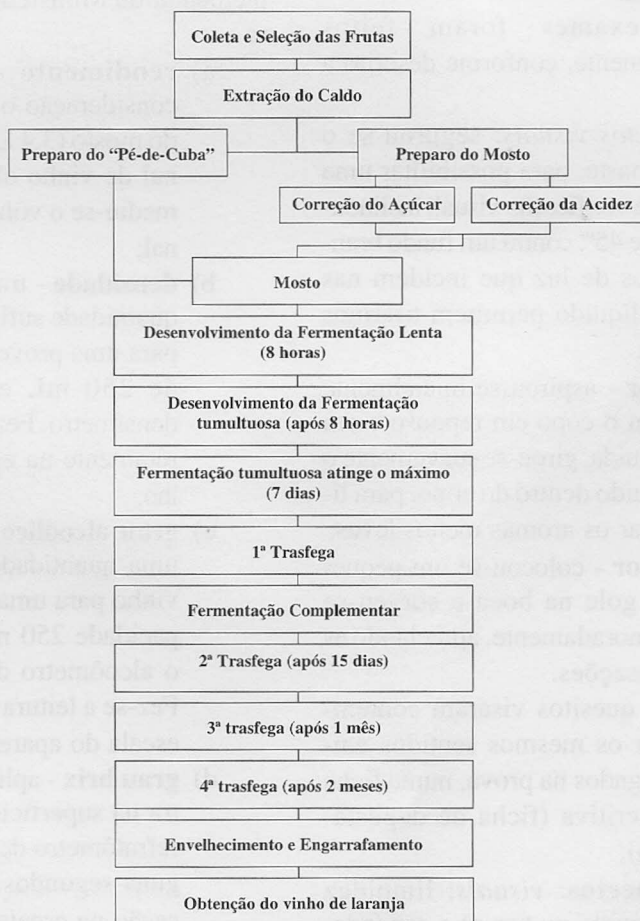 Coleta e Seleção das Frutas
Extração do Caldo
Preparo do "Pé-de-Cuba"
Preparo do Mosto
Correção do Açúcar
Correção da Acidez
Mosto
Desenvolvimento da Fermentação Lenta
(8 horas)
Desenvolvimento da Fermentação
tumultuosa (após 8 horas)
Fermentação tumultuosa atinge o máximo
(7 dias)
1ª Trasfega
Fermentação Complementar
2ª Trasfega (após 15 dias)
3ª trasfega (após 1 mês)
4ª trasfega (após 2 meses)
Envelhecimento e Engarrafamento
Obtenção do vinho de laranja